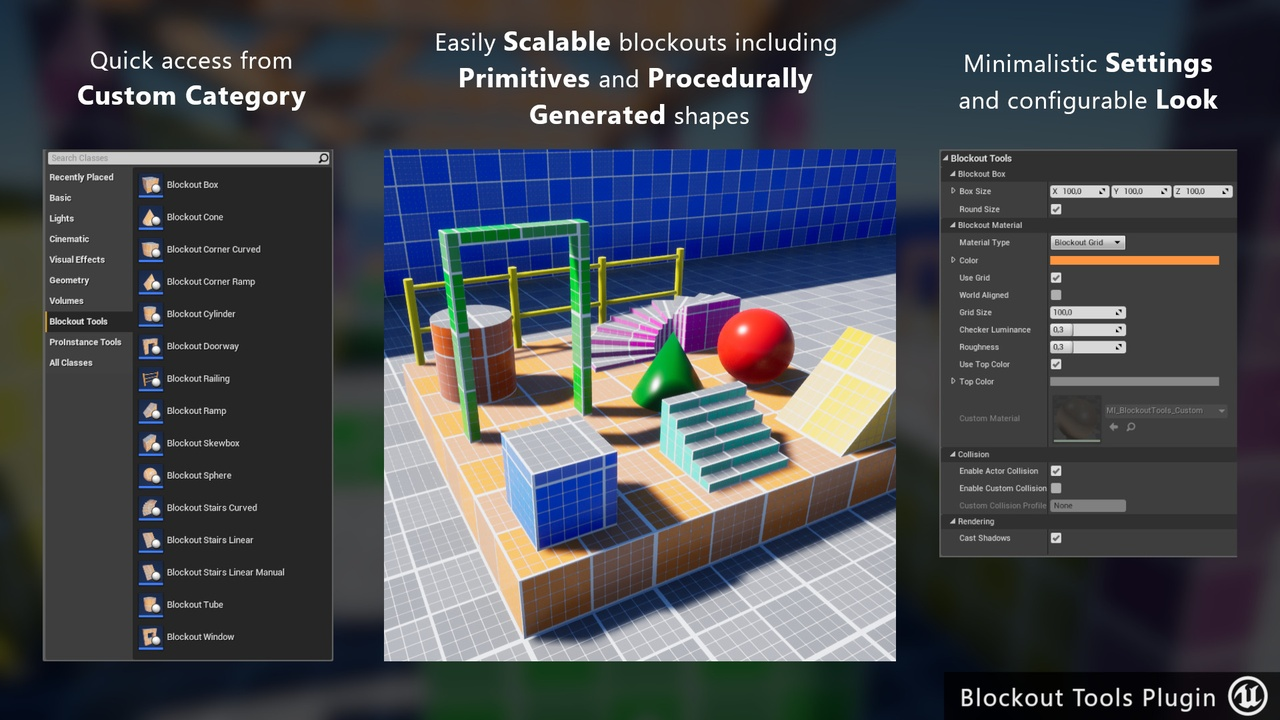 Quick access from
Custom Category
Easily Scalable blockouts including
Primitives and Procedurally
Generated shapes
Minimalistic Settings
and configurable Look
Search Classes
Recently Placed
Basic
Lights
Cinematic
Visual Effects
Geometry
Volumes
Blockout Tools
ProInstance Tools
All Classes
Blockout Box
Blockout Cone
Blockout Corner Curved
Blockout Corner Ramp
Blockout Cylinder
Blockout Doorway
Blockout Railing
Blockout Ramp
Blockout Skewbox
Blockout Sphere
Blockout Stairs Curved
Blockout Stairs Linear
Blockout Stairs Linear Manual
Blockout Tube
Blockout Window
Blockout Tools
Blockout Box
Box Size X 100,0 Y 100,0 Z 100,0
Round Size
Blockout Material
Material Type Blockout Grid
Color
Use Grid
World Aligned
Grid Size 100,0
Checker Luminance 0,3
Roughness 0,3
Use Top Color
Top Color
Custom Material MI_BlockoutTools_Custom
Collision
Enable Actor Collision
Enable Custom Collision
Custom Collision Profile None
Rendering
Cast Shadows
Blockout Tools Plugin